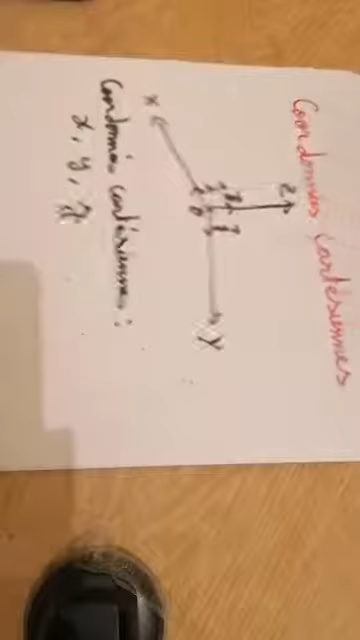 Coordonnées cartésiennes
Z
Y
X
Coordonnées cartésiennes :
x, y, z